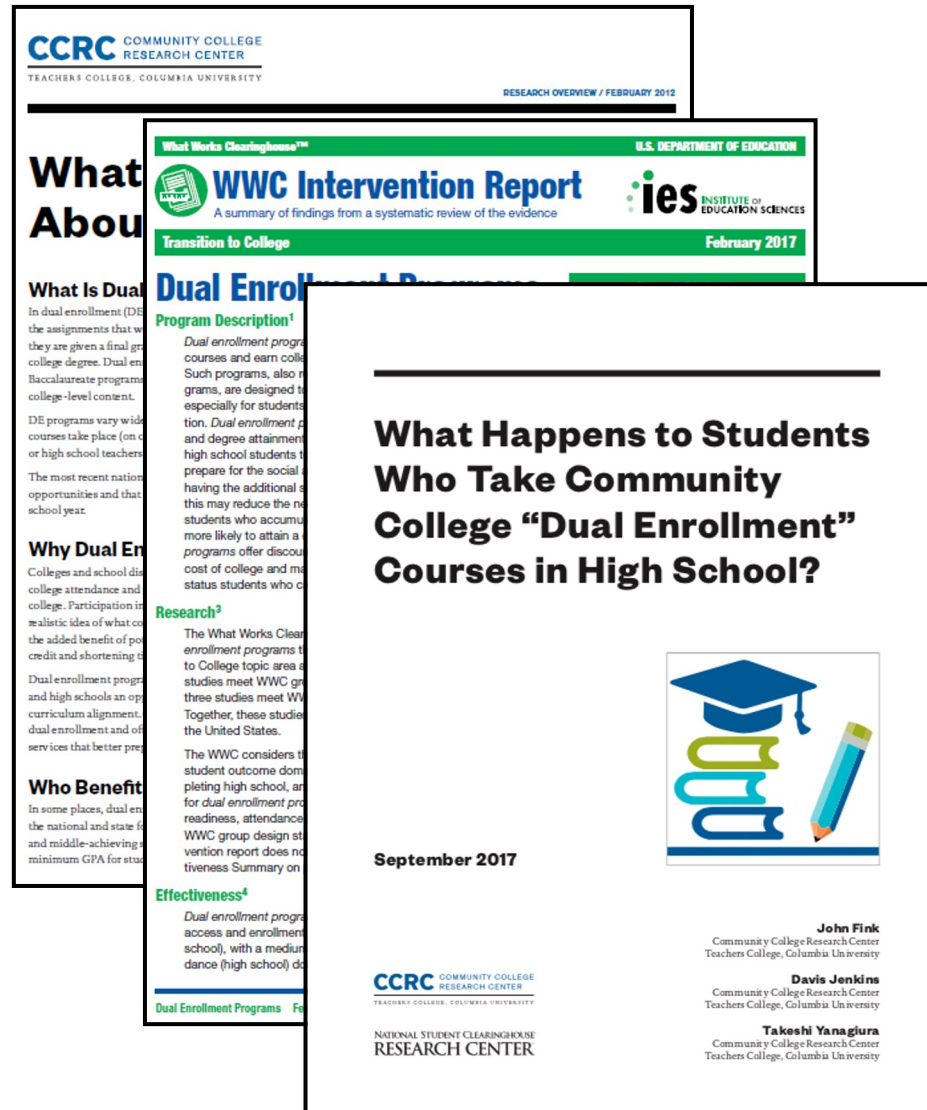 CCRC COMMUNITY COLLEGE
RESEARCH CENTER
TEACHERS COLLEGE, COLUMBIA UNIVERSITY
RESEARCH OVERVIEW / FEBRUARY 2012
What
Abou
What Is Dual
In dual enrollment (DE
the assignments that w
they are given a final gra
college degree. Dual en
Baccalaureate programs
college-level content.
DE programs vary wide
courses take place (on c
or high school teachers
The most recent nation
opportunities and that
school year.
Why Dual En
Colleges and school dis
college attendance and
college. Participation in
realistic idea of what co
the added benefit of po
credit and shortening t
Dual enrollment progra
and high schools an opp
curriculum alignment.
dual enrollment and of
services that better prep
Who Benefit
In some places, dual en
the national and state fo
and middle-achieving s
minimum GPA for stud
What Works Clearinghouse™
U.S. DEPARTMENT OF EDUCATION
WWC Intervention Report
A summary of findings from a systematic review of the evidence
ies INSTITUTE OF
EDUCATION SCIENCES
Transition to College
February 2017
Dual Enrollment Programs
Program Description¹
Dual enrollment progra
courses and earn colle
Such programs, also r
grams, are designed to
especially for students
tion. Dual enrollment p
and degree attainment
high school students t
prepare for the social a
having the additional s
this may reduce the ne
students who accumu
more likely to attain a
programs offer discou
cost of college and ma
status students who ca
Research³
The What Works Clear
enrollment programs t
to College topic area a
studies meet WWC gr
three studies meet WW
Together, these studie
the United States.
The WWC considers t
student outcome dom
pleting high school, an
for dual enrollment pro
readiness, attendance
WWC group design st
vention report does no
tiveness Summary on
Effectiveness⁴
Dual enrollment progra
access and enrollment
school), with a medium
dance (high school) do
Dual Enrollment Programs Fe
What Happens to Students
Who Take Community
College “Dual Enrollment”
Courses in High School?
September 2017
John Fink
Community College Research Center
Teachers College, Columbia University
Davis Jenkins
Community College Research Center
Teachers College, Columbia University
Takeshi Yanagiura
Community College Research Center
Teachers College, Columbia University
CCRC COMMUNITY COLLEGE
RESEARCH CENTER
TEACHERS COLLEGE, COLUMBIA UNIVERSITY
NATIONAL STUDENT CLEARINGHOUSE
RESEARCH CENTER